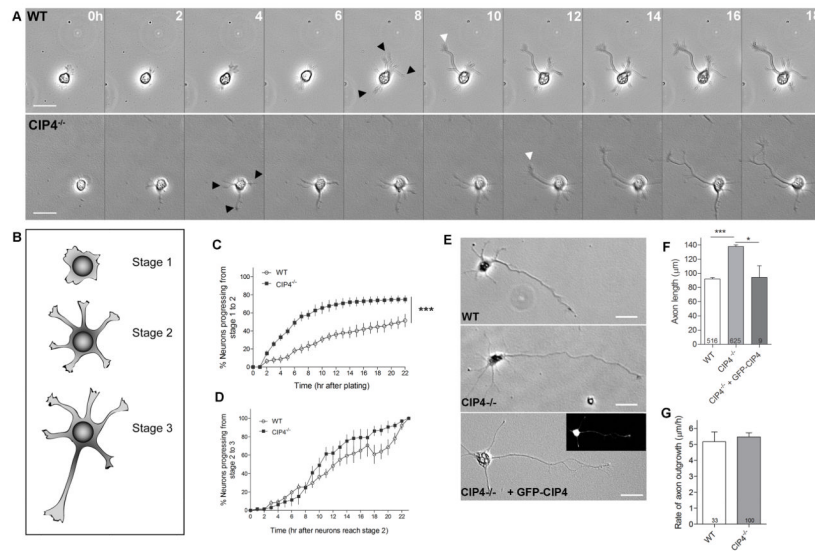 A
WT
0h 2 4 6 8 10 12 14 16 18
CIP4-/-
B
Stage 1
Stage 2
Stage 3
C
% Neurons progressing from
stage 1 to 2
100
80
60
40
20
0
WT
CIP4-/-
***
0 2 4 6 8 10 12 14 16 18 20 22
Time (hr after plating)
D
% Neurons progressing from
stage 2 to 3
100
80
60
40
20
0
WT
CIP4-/-
0 2 4 6 8 10 12 14 16 18 20 22
Time (hr after neurons reach stage 2)
E
WT
CIP4-/-
CIP4-/- + GFP-CIP4
F
Axon length (µm)
140
120
100
80
60
40
20
0
*** *
516 625 9
WT
CIP4-/-
CIP4-/- + GFP-CIP4
G
Rate of axon outgrowth (µm/h)
6
5
4
3
2
1
0
33 100
WT
CIP4-/-